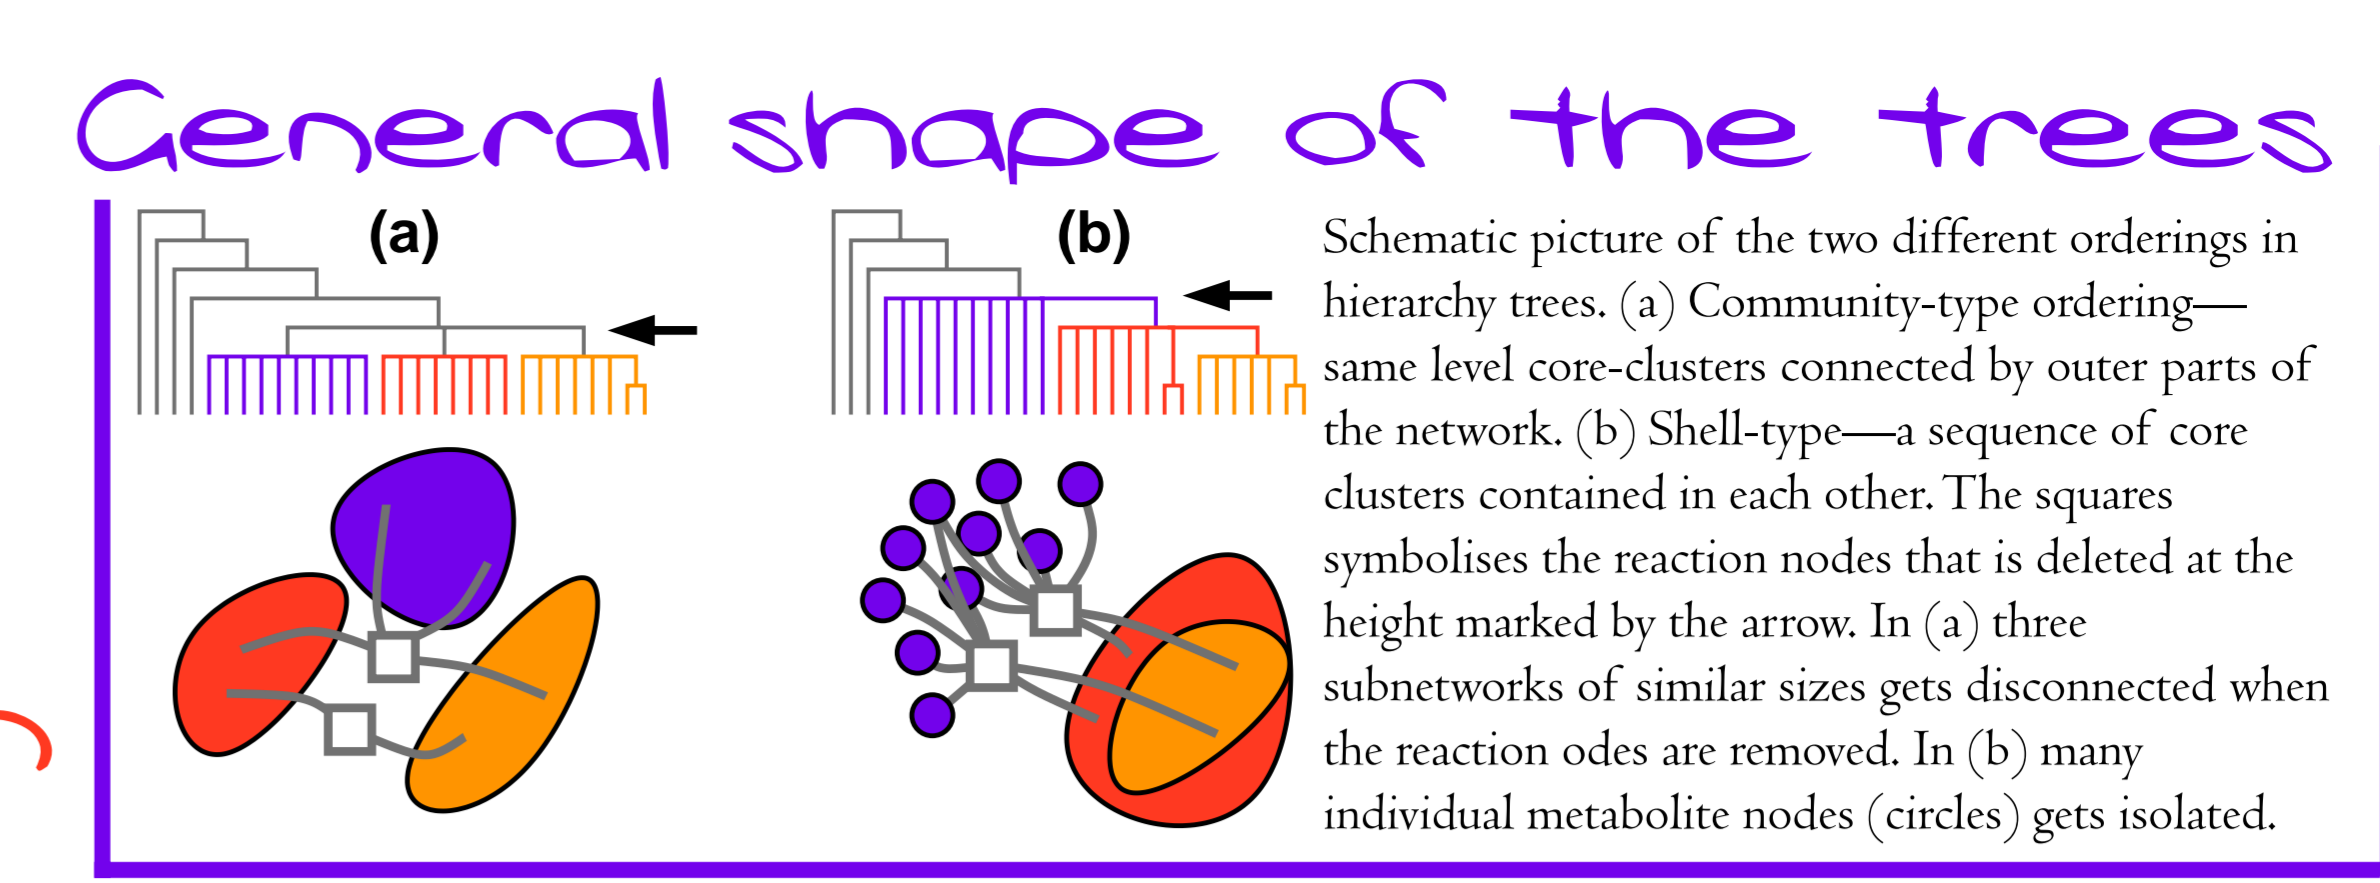 General shape of the trees
(a)
(b)
Schematic picture of the two different orderings in
hierarchy trees. (a) Community-type ordering—
same level core-clusters connected by outer parts of
the network. (b) Shell-type—a sequence of core
clusters contained in each other. The squares
symbolises the reaction nodes that is deleted at the
height marked by the arrow. In (a) three
subnetworks of similar sizes gets disconnected when
the reaction odes are removed. In (b) many
individual metabolite nodes (circles) gets isolated.